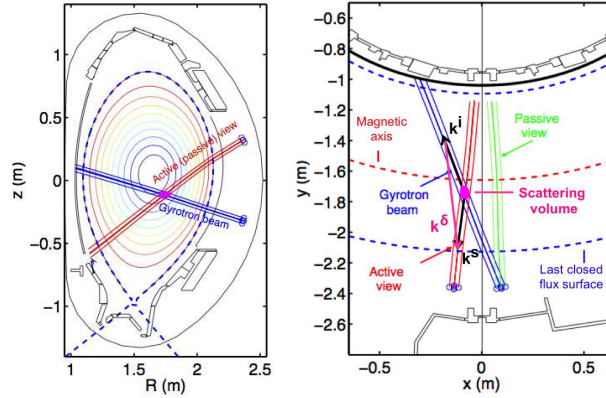 1
0.5
0
-0.5
-1
z (m)
1
1.5
2
2.5
R (m)
Active (passive) view
Gyrotron beam
-0.6
-0.8
-1
-1.2
-1.4
-1.6
-1.8
-2
-2.2
-2.4
-2.6
y (m)
-0.5
0
0.5
x (m)
k^i
Magnetic
axis
Passive
view
Gyrotron
beam
Scattering
volume
k^δ
k^s
Active
view
Last closed
flux surface